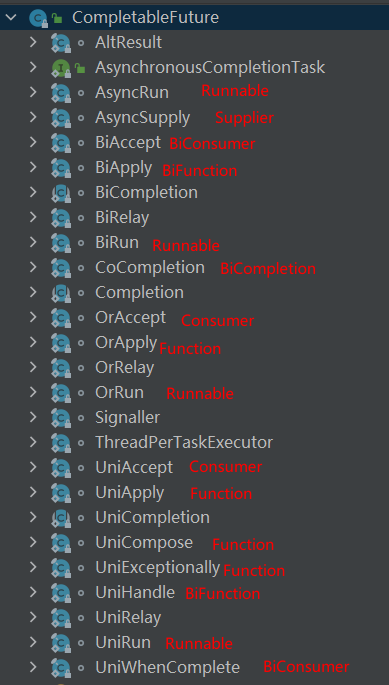 CompletableFuture
AltResult
AsynchronousCompletionTask
AsyncRun Runnable
AsyncSupply Supplier
BiAccept BiConsumer
BiApply BiFunction
BiCompletion
BiRelay
BiRun Runnable
CoCompletion BiCompletion
Completion
OrAccept Consumer
OrApply Function
OrRelay
OrRun Runnable
Signaller
ThreadPerTaskExecutor
UniAccept Consumer
UniApply Function
UniCompletion
UniCompose Function
UniExceptionally Function
UniHandle BiFunction
UniRelay
UniRun Runnable
UniWhenComplete BiConsumer